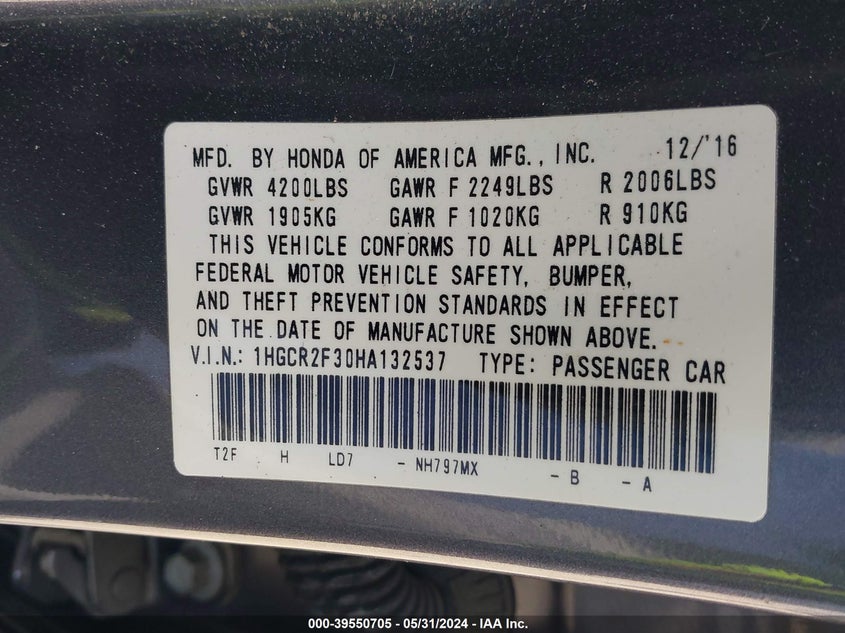 MFD. BY HONDA OF AMERICA MFG., INC. 12/'16
GVWR 4200LBS GAWR F 2249LBS R 2006LBS
GVWR 1905KG GAWR F 1020KG R 910KG
THIS VEHICLE CONFORMS TO ALL APPLICABLE
FEDERAL MOTOR VEHICLE SAFETY, BUMPER,
AND THEFT PREVENTION STANDARDS IN EFFECT
ON THE DATE OF MANUFACTURE SHOWN ABOVE.
V.I.N.: 1HGCR2F30HA132537 TYPE: PASSENGER CAR
T2F H LD7 - NH797MX - B - A
000-39550705 - 05/31/2024 - IAA Inc.